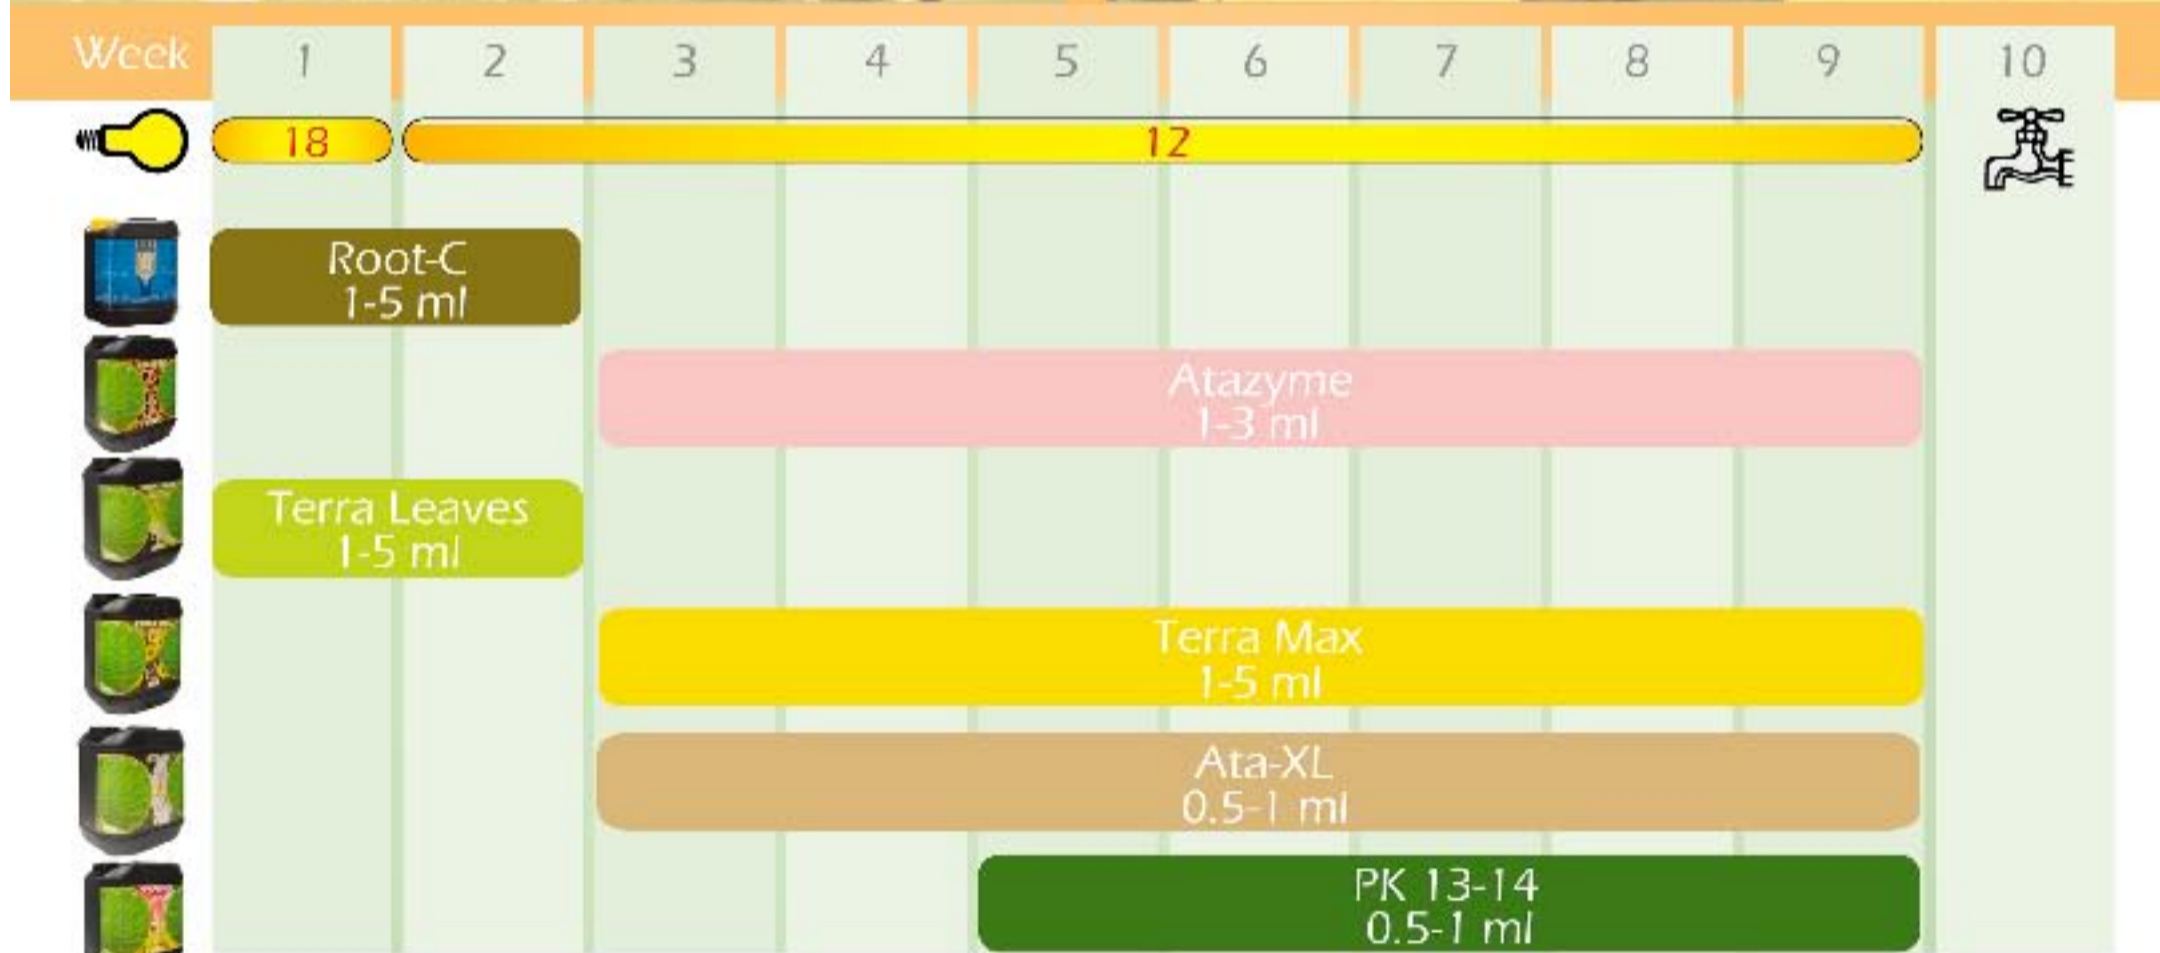 Week 1 2 3 4 5 6 7 8 9 10
18 12
Root-C
1-5 ml
Atazyme
1-3 ml
Terra Leaves
1-5 ml
Terra Max
1-5 ml
Ata-XL
0.5-1 ml
PK 13-14
0.5-1 ml